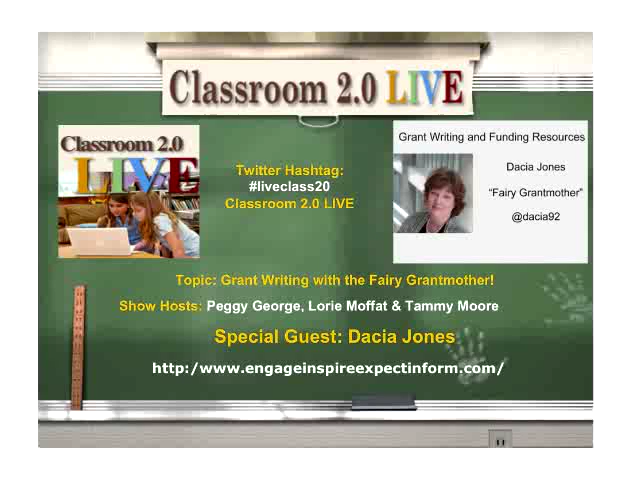 Classroom 2.0 LIVE
Classroom 2.0
LIVE
Twitter Hashtag:
#liveclass20
Classroom 2.0 LIVE
Grant Writing and Funding Resources
Dacia Jones
“Fairy Grantmother”
@dacia92
Topic: Grant Writing with the Fairy Grantmother!
Show Hosts: Peggy George, Lorie Moffat & Tammy Moore
Special Guest: Dacia Jones
http:/www.engageinspireexpectinform.com/